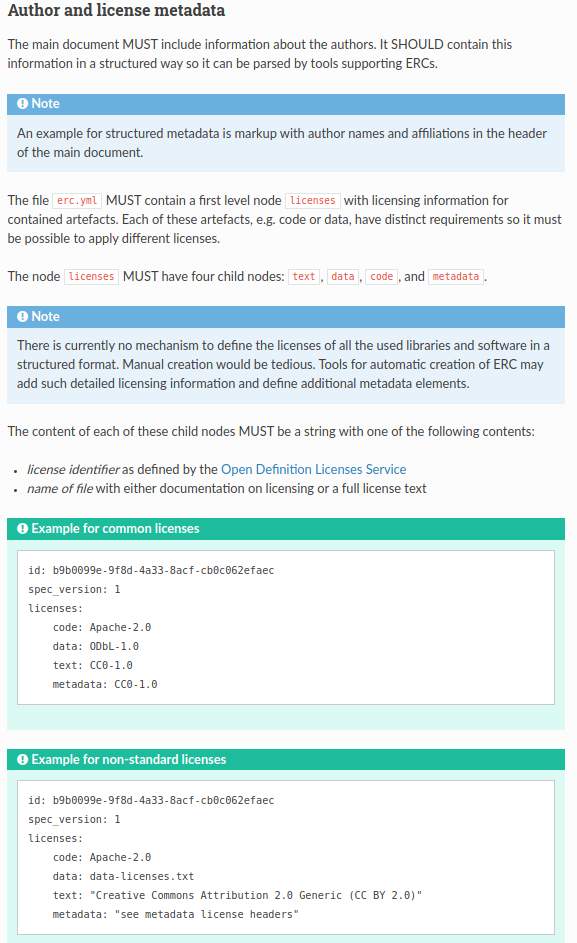 Author and license metadata
The main document MUST include information about the authors. It SHOULD contain this
information in a structured way so it can be parsed by tools supporting ERCs.
Note
An example for structured metadata is markup with author names and affiliations in the header
of the main document.
The file erc.yml MUST contain a first level node licenses with licensing information for
contained artefacts. Each of these artefacts, e.g. code or data, have distinct requirements so it must
be possible to apply different licenses.
The node licenses MUST have four child nodes: text , data , code , and metadata .
Note
There is currently no mechanism to define the licenses of all the used libraries and software in a
structured format. Manual creation would be tedious. Tools for automatic creation of ERC may
add such detailed licensing information and define additional metadata elements.
The content of each of these child nodes MUST be a string with one of the following contents:
• license identifier as defined by the Open Definition Licenses Service
• name of file with either documentation on licensing or a full license text
Example for common licenses
id: b9b0099e-9f8d-4a33-8acf-cb0c062efaec
spec_version: 1
licenses:
    code: Apache-2.0
    data: ODbL-1.0
    text: CC0-1.0
    metadata: CC0-1.0
Example for non-standard licenses
id: b9b0099e-9f8d-4a33-8acf-cb0c062efaec
spec_version: 1
licenses:
    code: Apache-2.0
    data: data-licenses.txt
    text: "Creative Commons Attribution 2.0 Generic (CC BY 2.0)"
    metadata: "see metadata license headers"